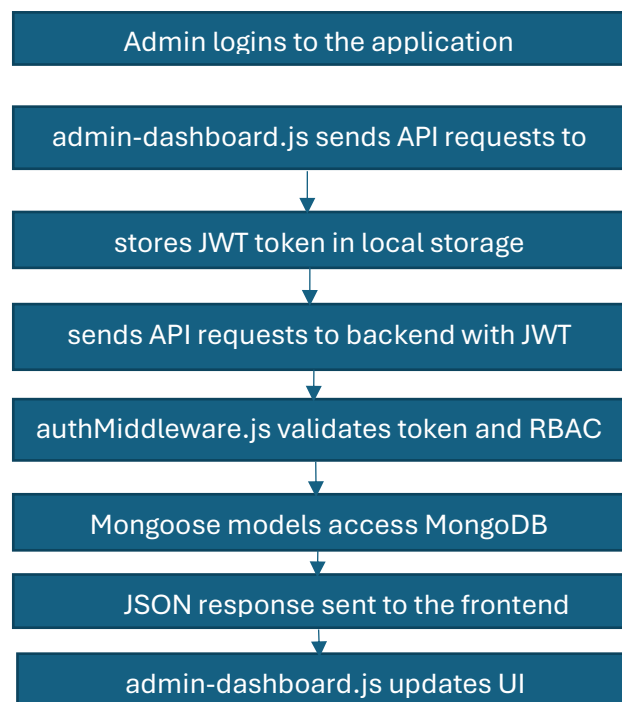 Admin logins to the application
admin-dashboard.js sends API requests to
stores JWT token in local storage
sends API requests to backend with JWT
authMiddleware.js validates token and RBAC
Mongoose models access MongoDB
JSON response sent to the frontend
admin-dashboard.js updates UI